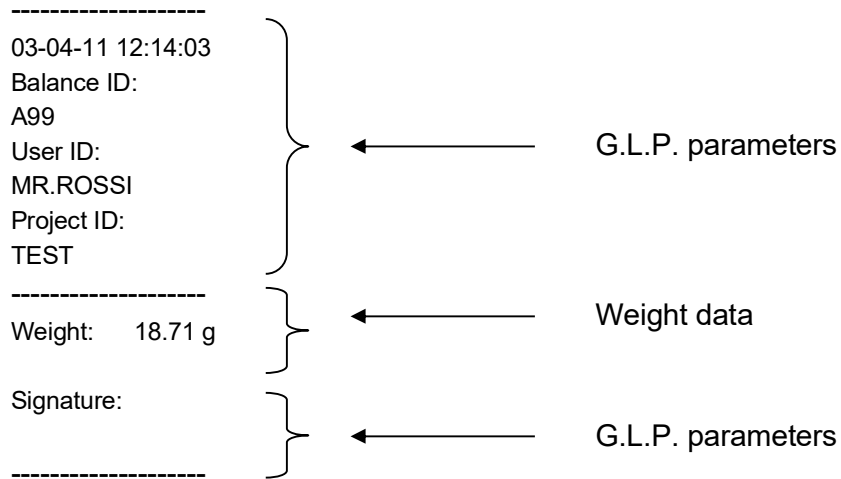 --------------------
03-04-11 12:14:03
Balance ID:
A99
User ID:
MR.ROSSI
Project ID:
TEST
G.L.P. parameters
--------------------
Weight: 18.71 g
Weight data
Signature:
G.L.P. parameters
--------------------